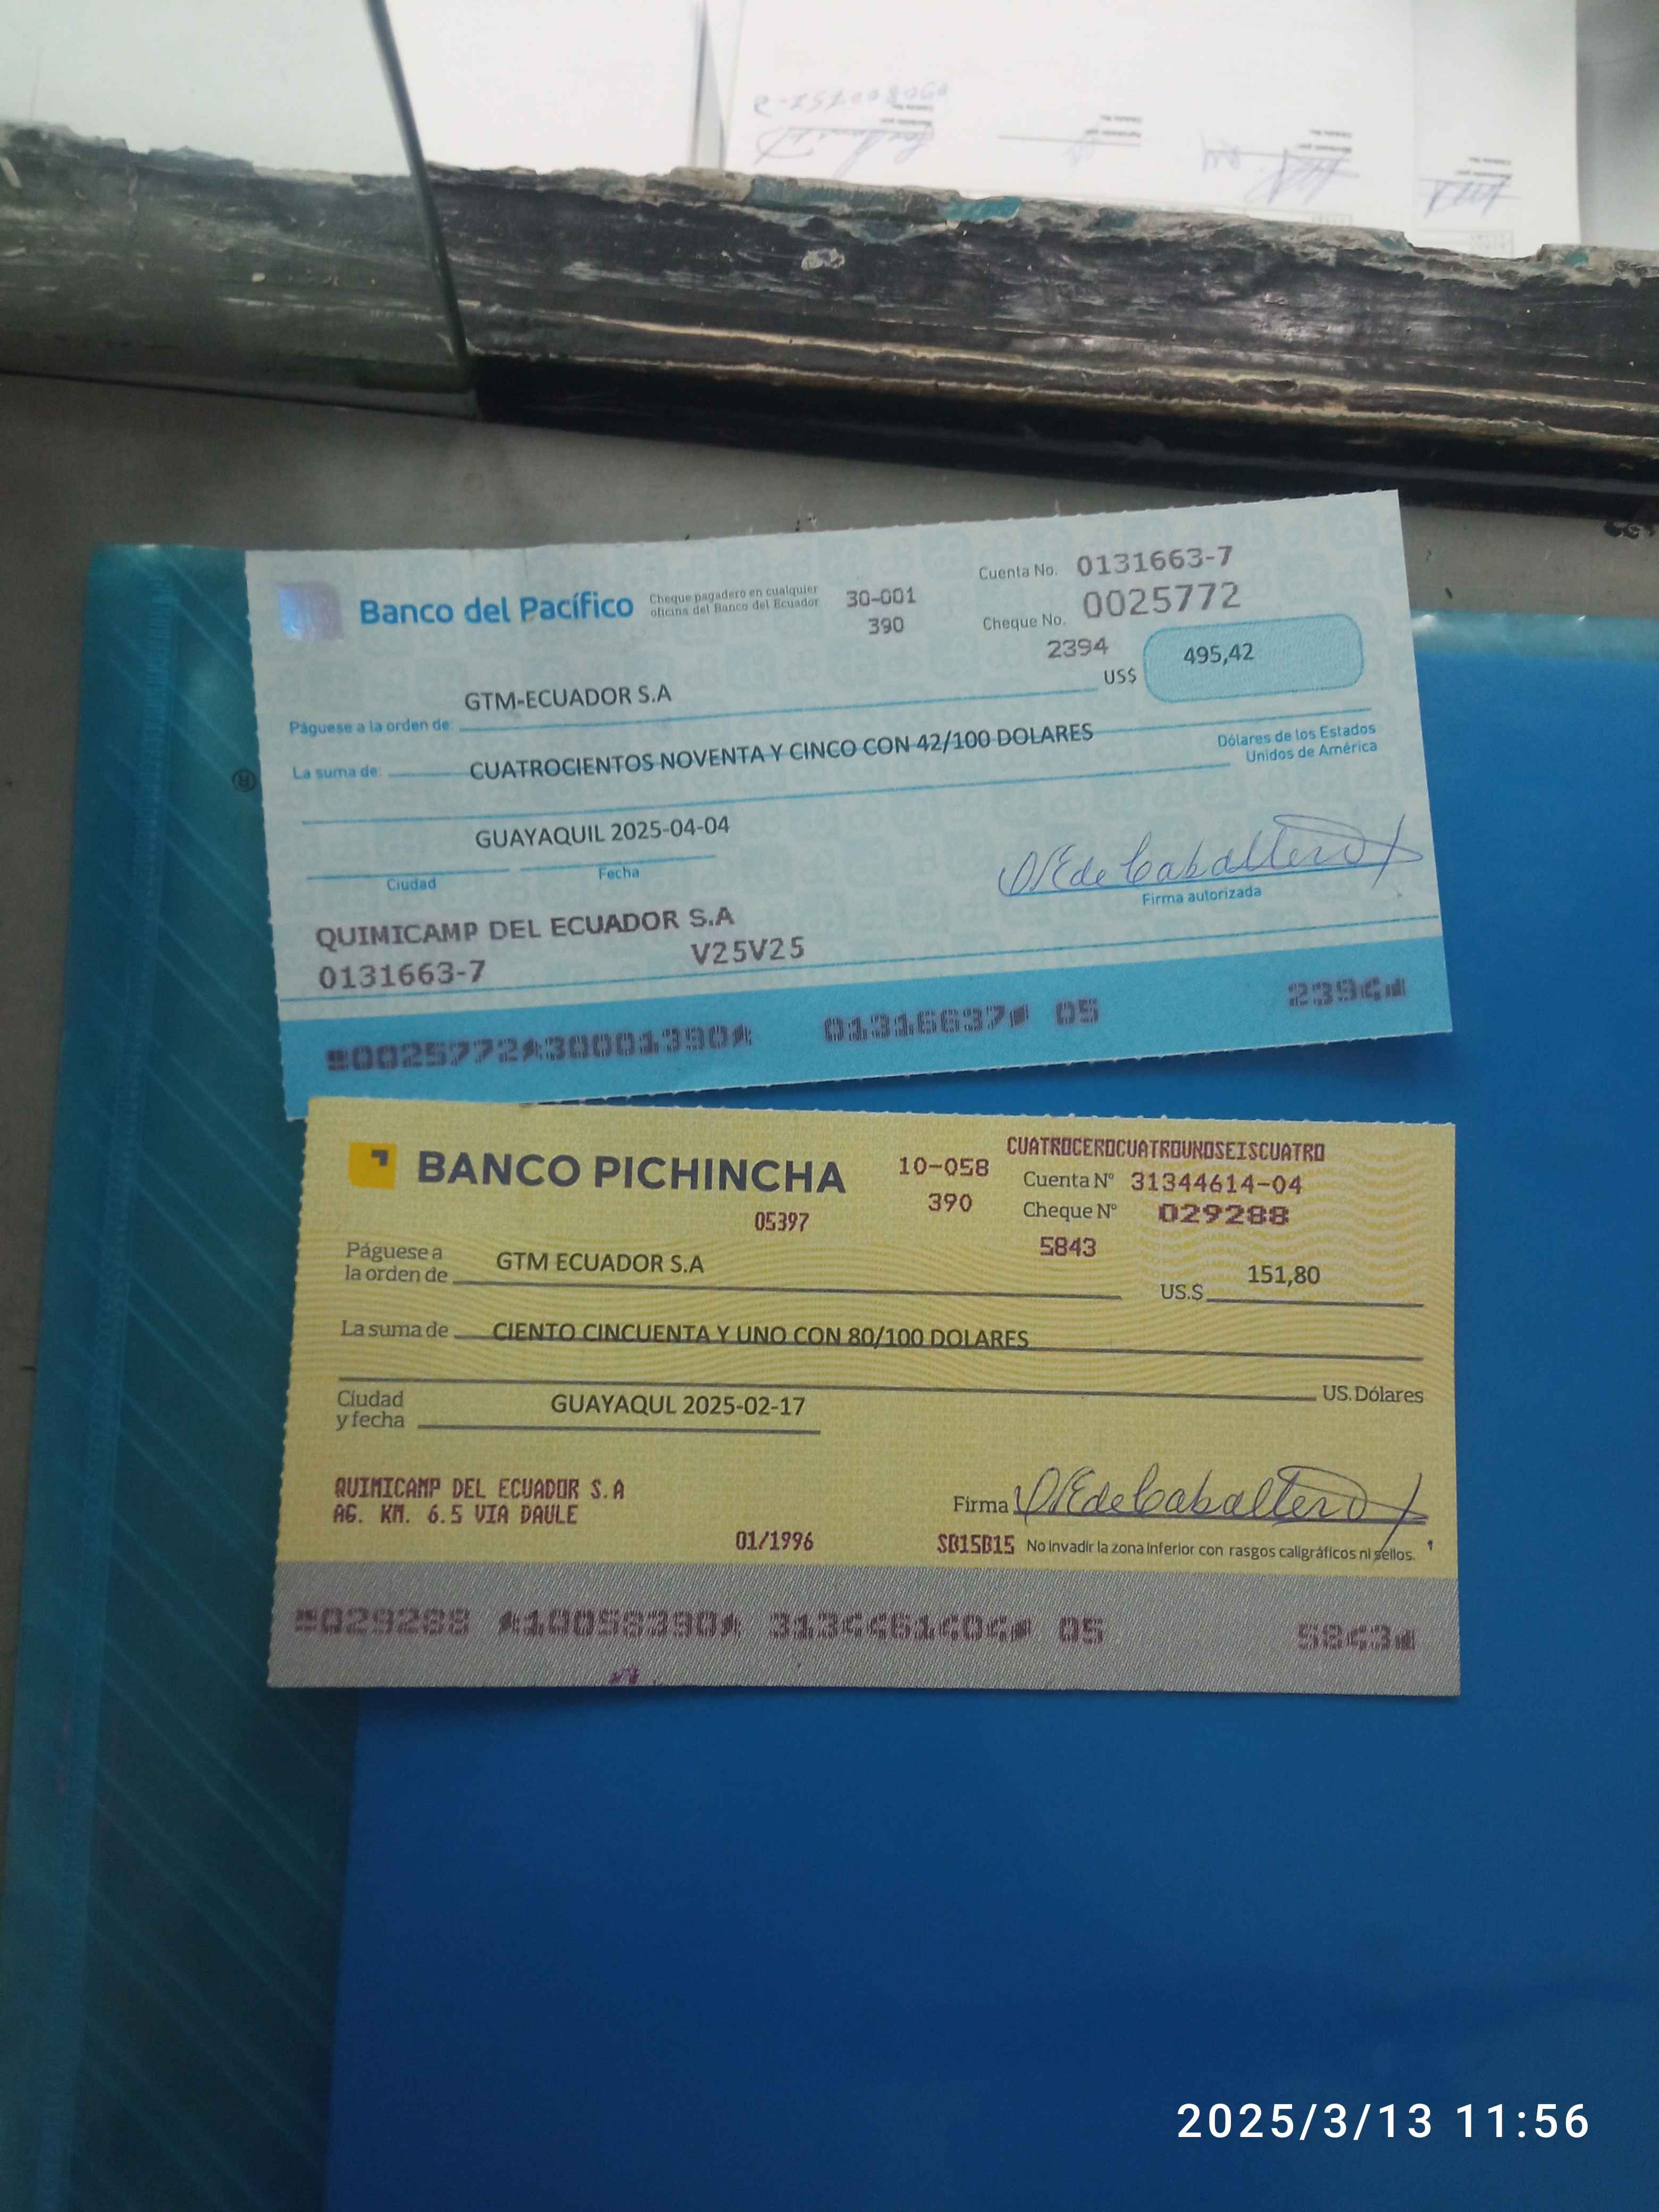 Banco del Pacífico
Cheque pagadero en cualquier
oficina del Banco del Ecuador
30-001
390
Cuenta No. 0131663-7
Cheque No. 0025772
2394
US$ 495,42
Páguese a la orden de: GTM-ECUADOR S.A
La suma de: CUATROCIENTOS NOVENTA Y CINCO CON 42/100 DOLARES
Dólares de los Estados
Unidos de América
GUAYAQUIL 2025-04-04
Ciudad Fecha
Firma autorizada
QUIMICAMP DEL ECUADOR S.A
0131663-7 V25V25
0025772 30001390 01316637 05 2394
®
BANCO PICHINCHA
05397
10-058
390
CUATROCEROCUATROUNOSEISCUATRO
Cuenta Nº 31344614-04
Cheque Nº 029288
5843
Páguese a
la orden de GTM ECUADOR S.A
US.$ 151,80
La suma de CIENTO CINCUENTA Y UNO CON 80/100 DOLARES
US. Dólares
Ciudad
y fecha GUAYAQUL 2025-02-17
QUIMICAMP DEL ECUADOR S.A
AG. KM. 6.5 VIA DAULE
Firma
01/1996
SB15B15 No invadir la zona inferior con rasgos caligráficos ni sellos.
029288 10058390 3134461404 05 5843
2025/3/13 11:56